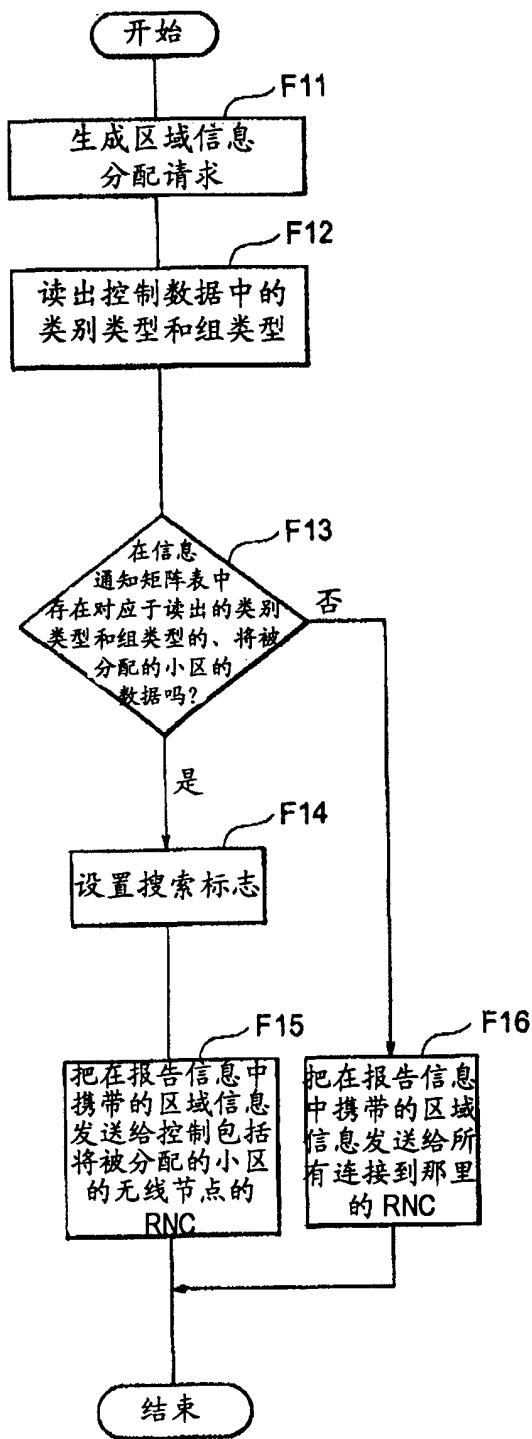 开始
F11
生成区域信息
分配请求
F12
读出控制数据中的
类别类型和组类型
F13
在信息
通知矩阵表中
存在对应于读出的类别
类型和组类型的、将被
分配的小区的
数据吗?
否
是
F14
设置搜索标志
F15
把在报告信息中
携带的区域信息
发送给控制包括
将被分配的小区
的无线节点的
RNC
F16
把在报告信息
中携带的区域
信息发送给所
有连接到那里
的 RNC
结束